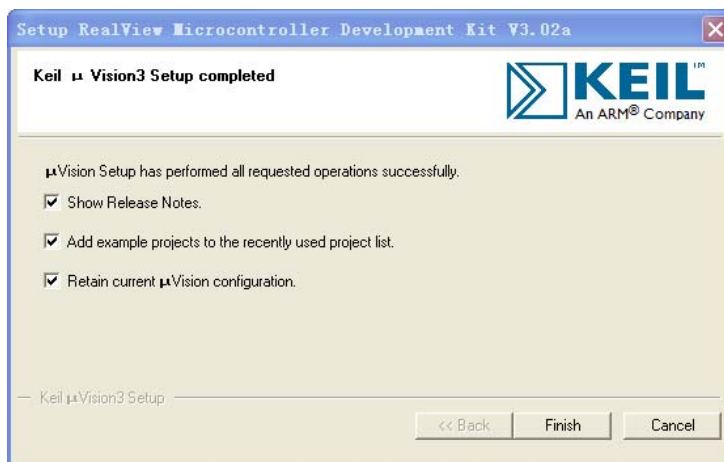 Setup RealView Microcontroller Development Kit V3.02a
Keil μ Vision3 Setup completed
KEIL™
An ARM® Company
μVision Setup has performed all requested operations successfully.
Show Release Notes.
Add example projects to the recently used project list.
Retain current μVision configuration.
Keil μVision3 Setup
<< Back
Finish
Cancel